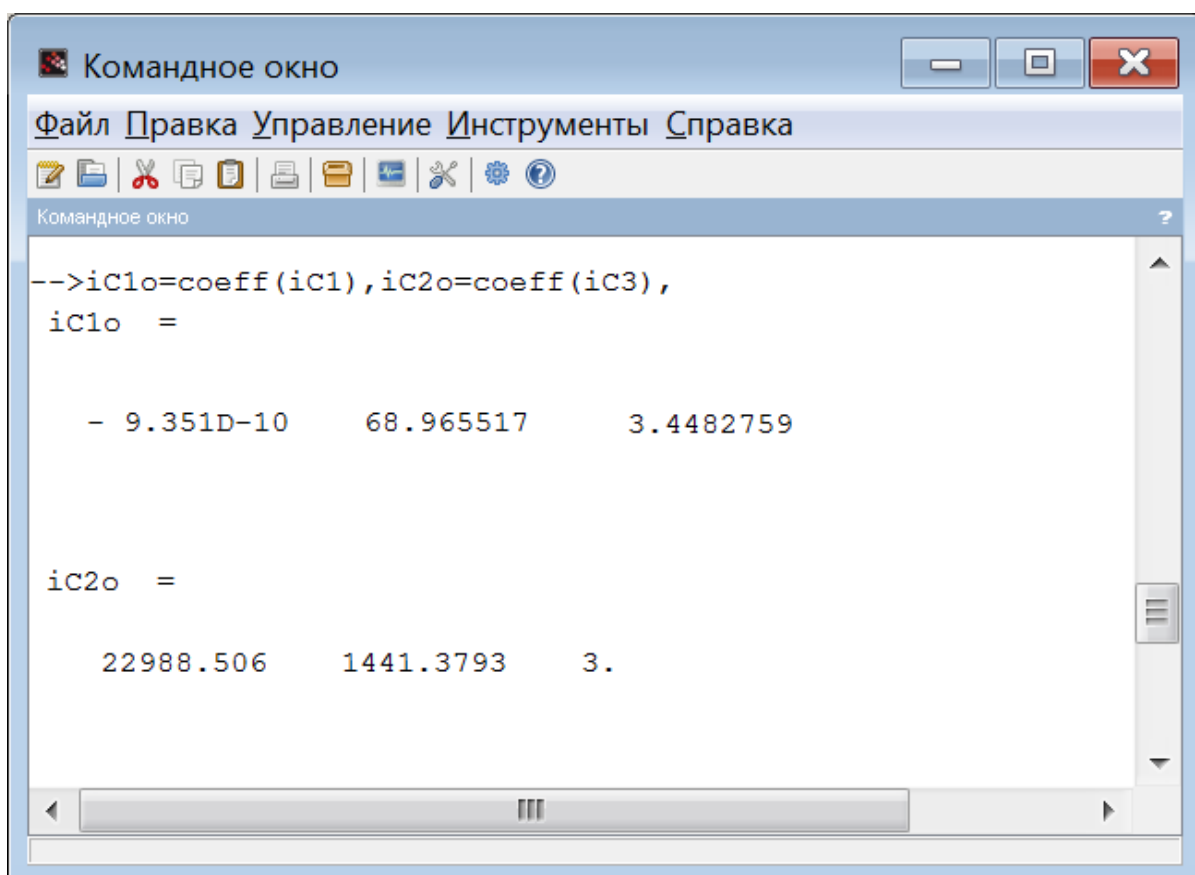 Командное окно
Файл Правка Управление Инструменты Справка
Командное окно ?
-->iC1o=coeff(iC1),iC2o=coeff(iC3),
iC1o =
- 9.351D-10 68.965517 3.4482759
iC2o =
22988.506 1441.3793 3.